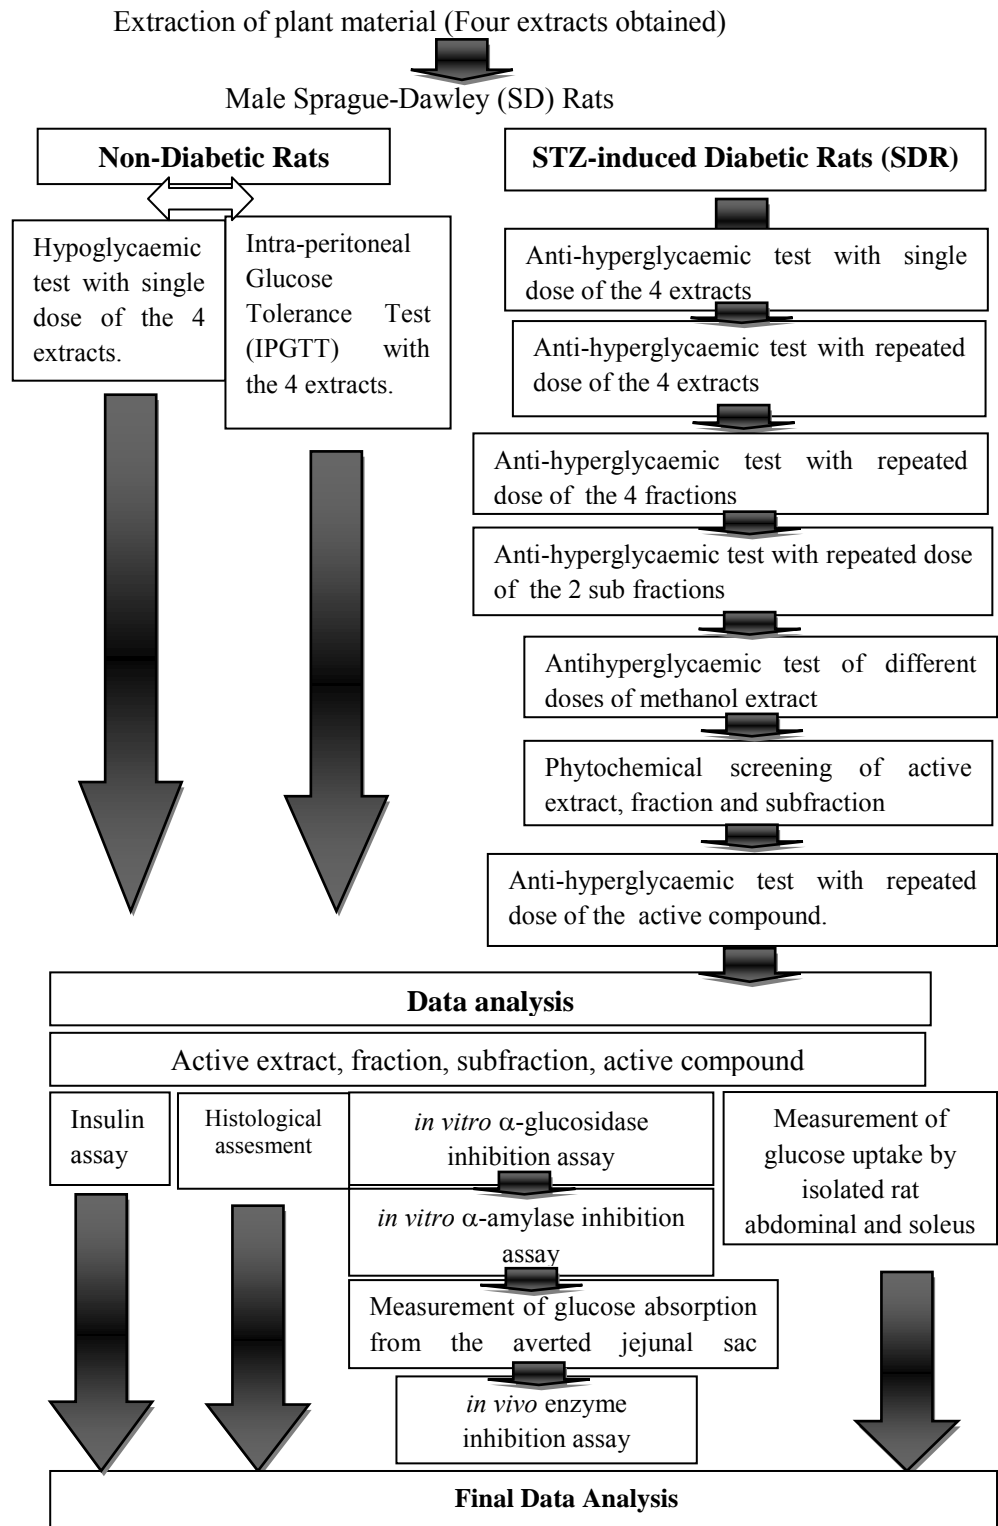 Extraction of plant material (Four extracts obtained)
Male Sprague-Dawley (SD) Rats
Non-Diabetic Rats
Hypoglycaemic
test with single
dose of the 4
extracts.
Intra-peritoneal
Glucose
Tolerance Test
(IPGTT) with
the 4 extracts.
STZ-induced Diabetic Rats (SDR)
Anti-hyperglycaemic test with single
dose of the 4 extracts
Anti-hyperglycaemic test with repeated
dose of the 4 extracts
Anti-hyperglycaemic test with repeated
dose of the 4 fractions
Anti-hyperglycaemic test with repeated dose
of the 2 sub fractions
Antihyperglycaemic test of different
doses of methanol extract
Phytochemical screening of active
extract, fraction and subfraction
Anti-hyperglycaemic test with repeated
dose of the active compound.
Data analysis
Active extract, fraction, subfraction, active compound
Insulin
assay
Histological
assesment
in vitro α-glucosidase
inhibition assay
in vitro α-amylase inhibition
assay
Measurement of glucose absorption
from the averted jejunal sac
in vivo enzyme
inhibition assay
Measurement of
glucose uptake by
isolated rat
abdominal and soleus
Final Data Analysis